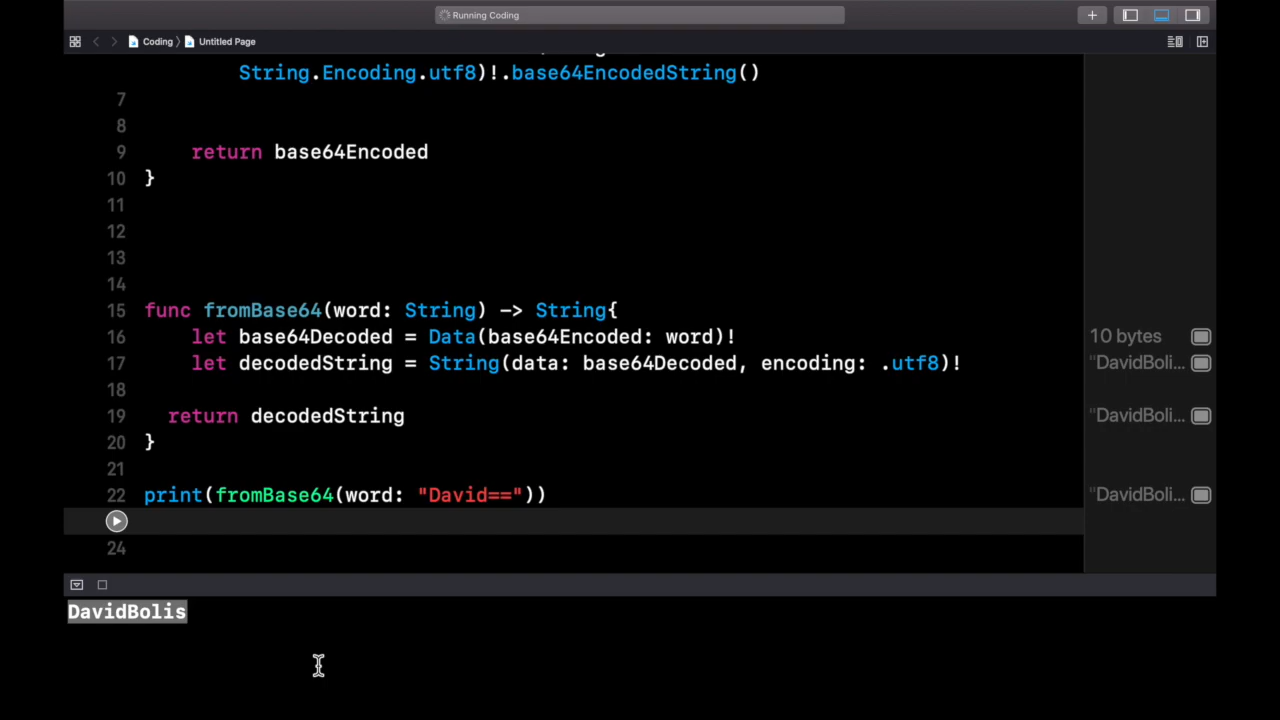 Running Coding
Coding 〉 Untitled Page
String.Encoding.utf8)!.base64EncodedString()
7
8
9 return base64Encoded
10 }
11
12
13
14
15 func fromBase64(word: String) -> String{
16 let base64Decoded = Data(base64Encoded: word)! 10 bytes
17 let decodedString = String(data: base64Decoded, encoding: .utf8)! "DavidBoli...
18
19 return decodedString "DavidBoli...
20 }
21
22 print(fromBase64(word: "David==")) "DavidBoli...
24
DavidBolis